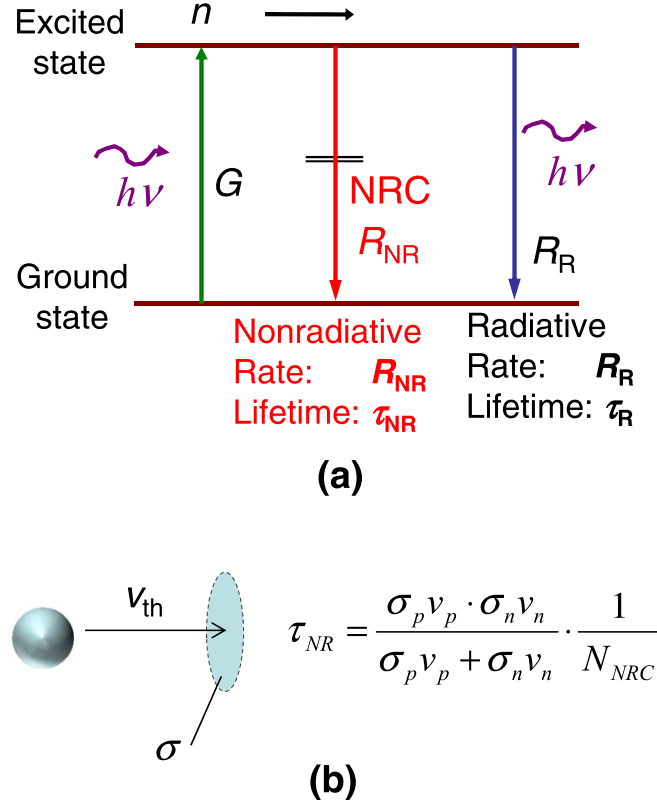 Excited state
n
hν
G
NRC
R_NR
hν
R_R
Ground state
Nonradiative
Rate: R_NR
Lifetime: τ_NR
Radiative
Rate: R_R
Lifetime: τ_R
(a)
v_th
σ
τ_NR = (σ_p v_p · σ_n v_n) / (σ_p v_p + σ_n v_n) · 1 / N_NRC
(b)